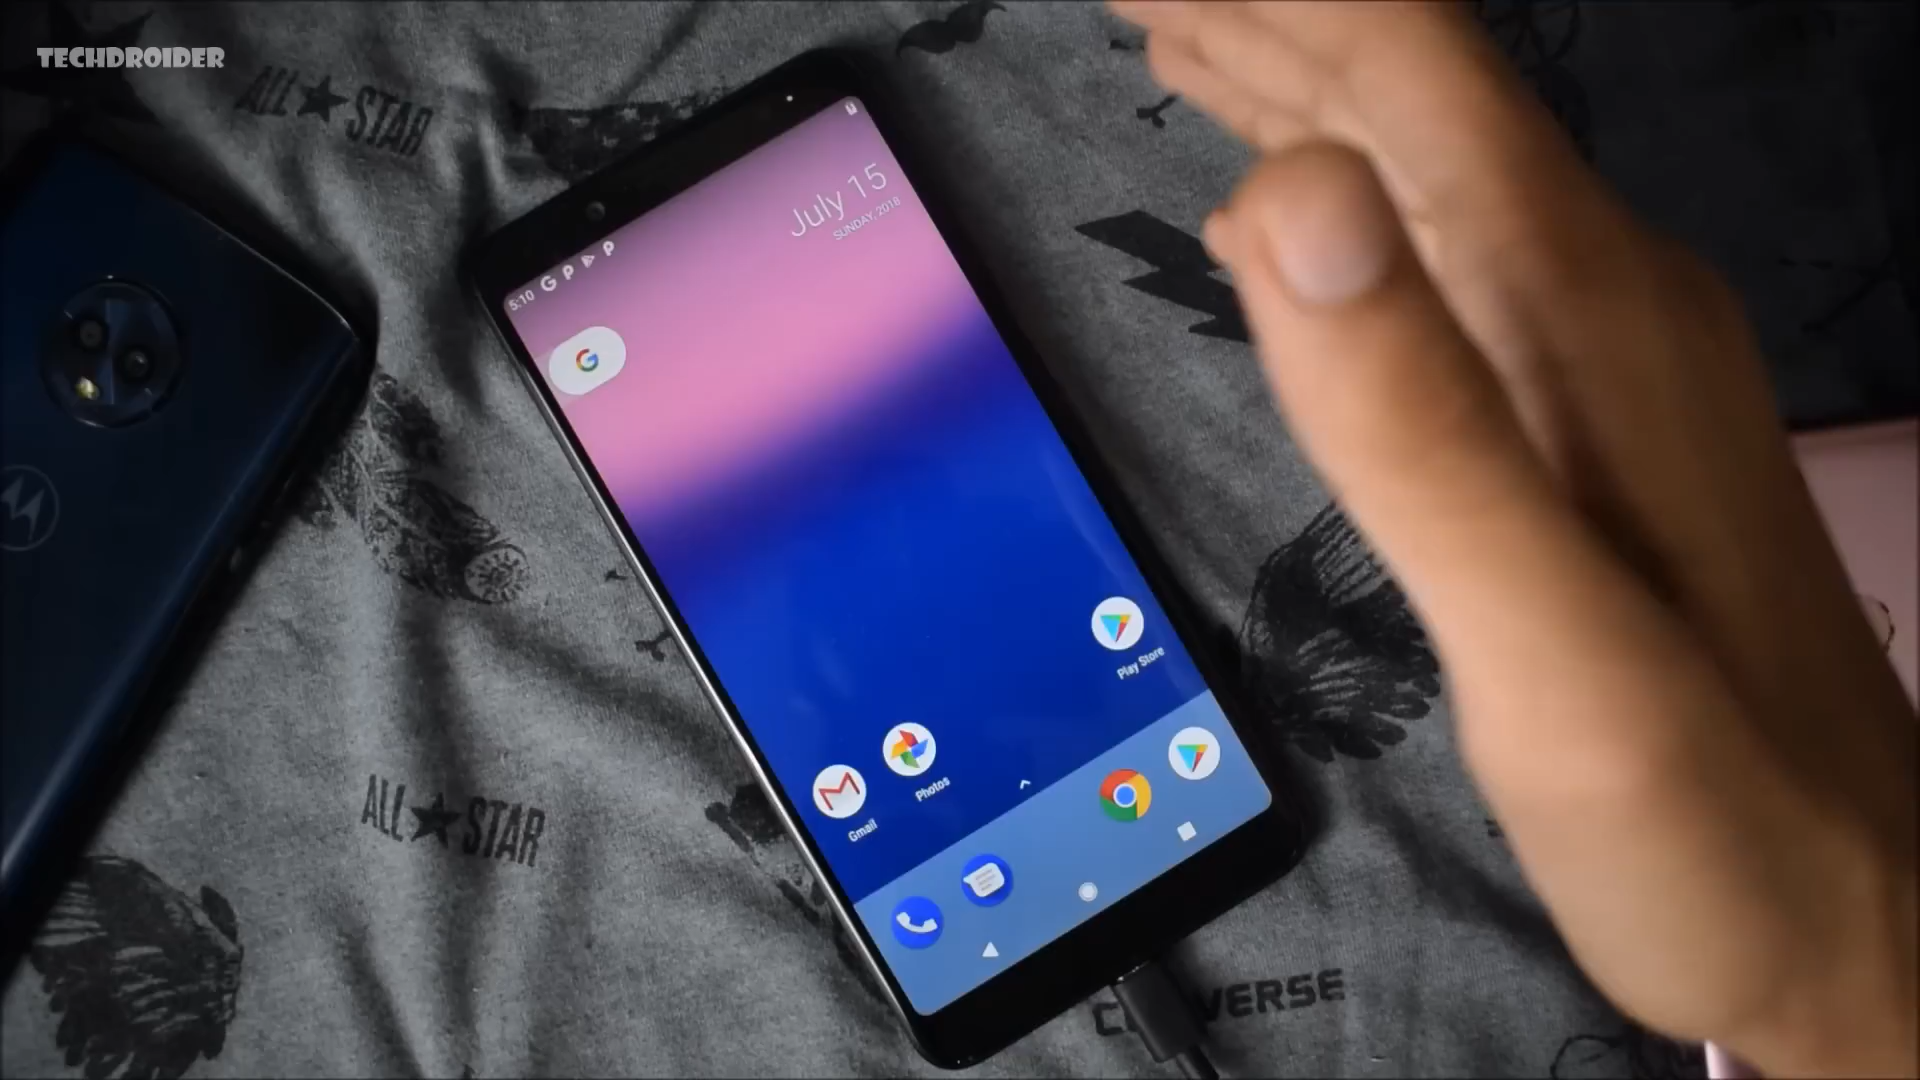 TECHDROIDER
ALL★STAR
July 15
SUNDAY, 2018
5:10
Play Store
Photos
Gmail
ALL★STAR
VERSE